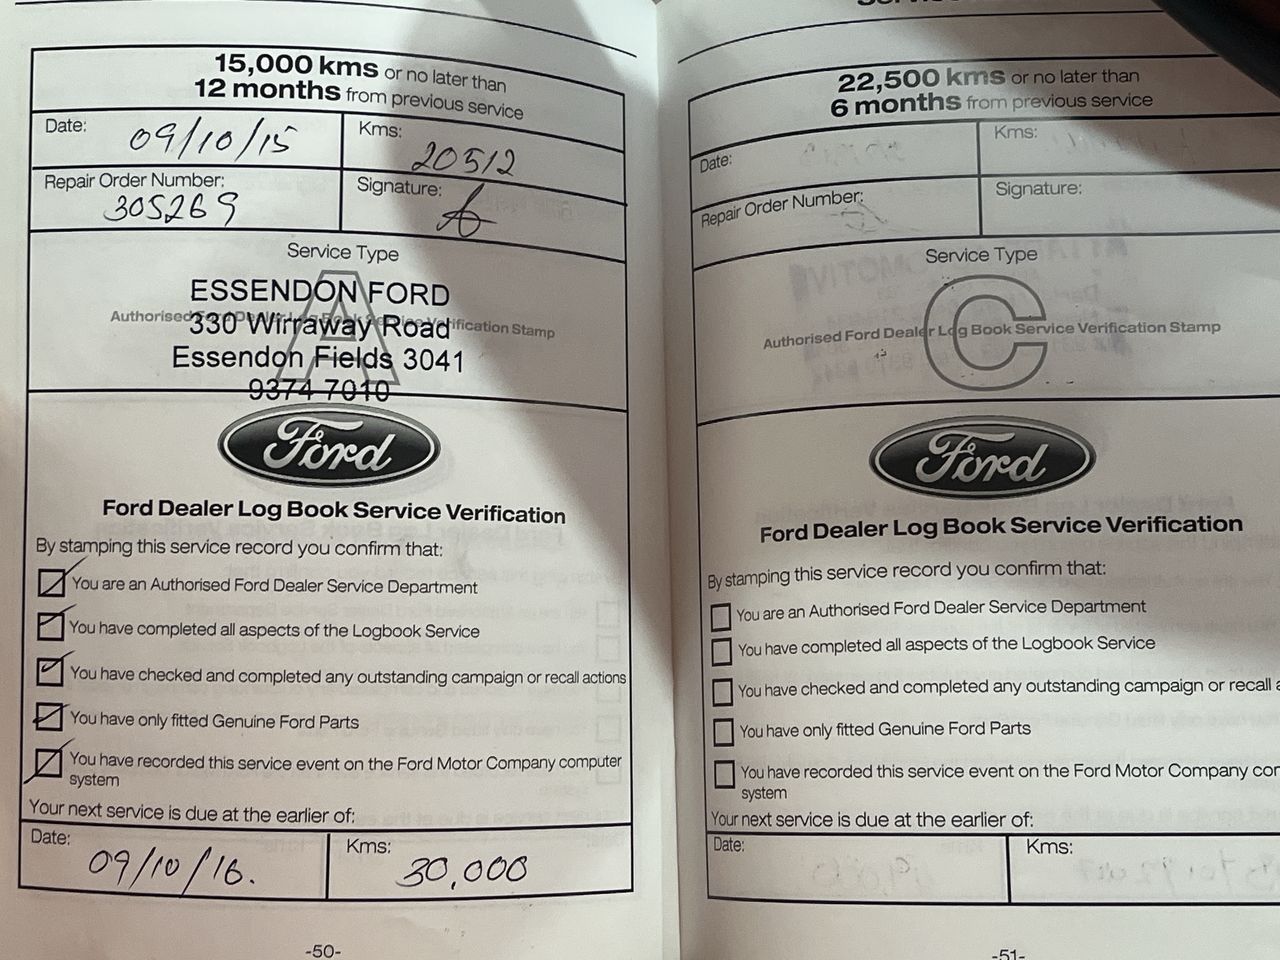 15,000 kms or no later than
12 months from previous service
Date: 09/10/15
Kms: 20512
Repair Order Number: 305269
Signature:
Service Type
A
Authorised Ford Dealer Log Book Service Verification Stamp
ESSENDON FORD
330 Wirraway Road
Essendon Fields 3041
9374 7010
Ford
Ford Dealer Log Book Service Verification
By stamping this service record you confirm that:
You are an Authorised Ford Dealer Service Department
You have completed all aspects of the Logbook Service
You have checked and completed any outstanding campaign or recall actions
You have only fitted Genuine Ford Parts
You have recorded this service event on the Ford Motor Company computer
system
Your next service is due at the earlier of:
Date: 09/10/16.
Kms: 30,000
-50-
22,500 kms or no later than
6 months from previous service
Date:
Kms:
Repair Order Number:
Signature:
Service Type
C
Authorised Ford Dealer Log Book Service Verification Stamp
Ford
Ford Dealer Log Book Service Verification
By stamping this service record you confirm that:
You are an Authorised Ford Dealer Service Department
You have completed all aspects of the Logbook Service
You have checked and completed any outstanding campaign or recall
You have only fitted Genuine Ford Parts
You have recorded this service event on the Ford Motor Company
system
Your next service is due at the earlier of:
Date:
Kms:
-51-